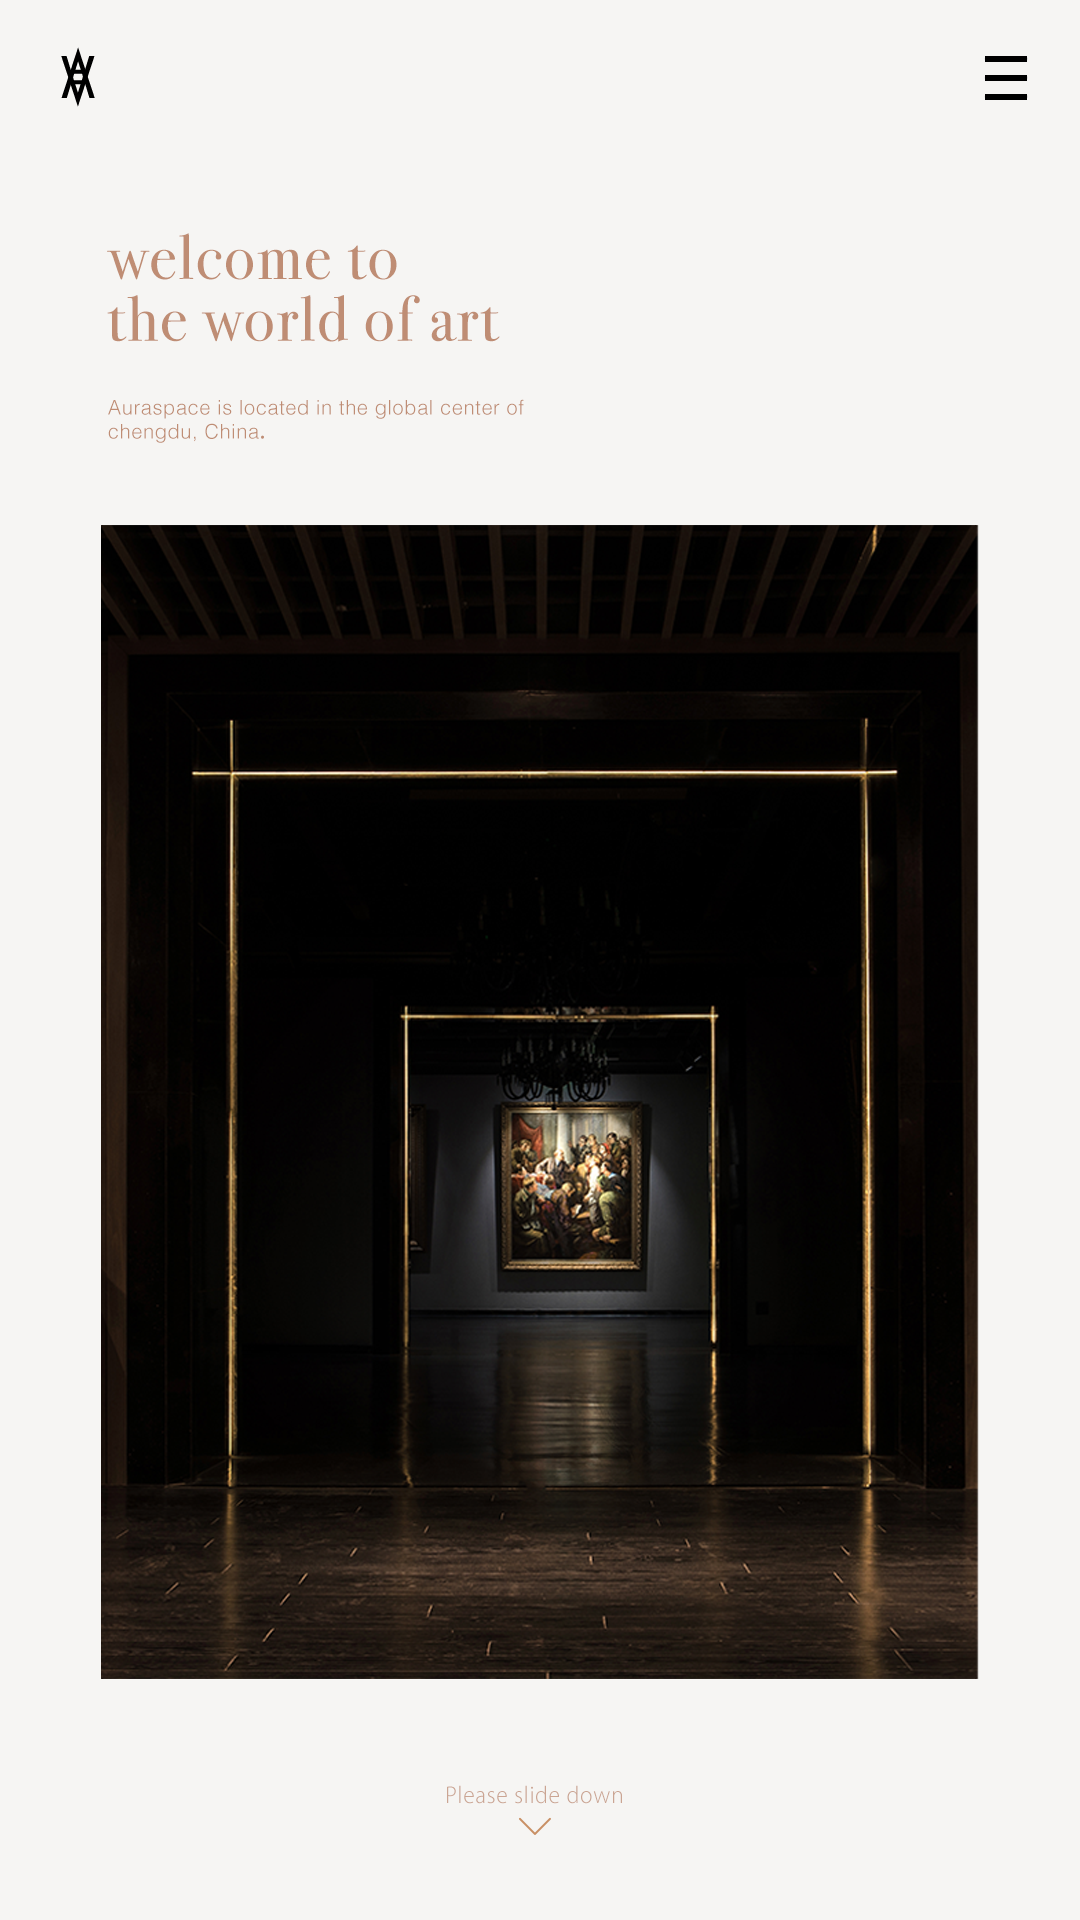 welcome to
the world of art
Auraspace is located in the global center of
chengdu, China.
Please slide down